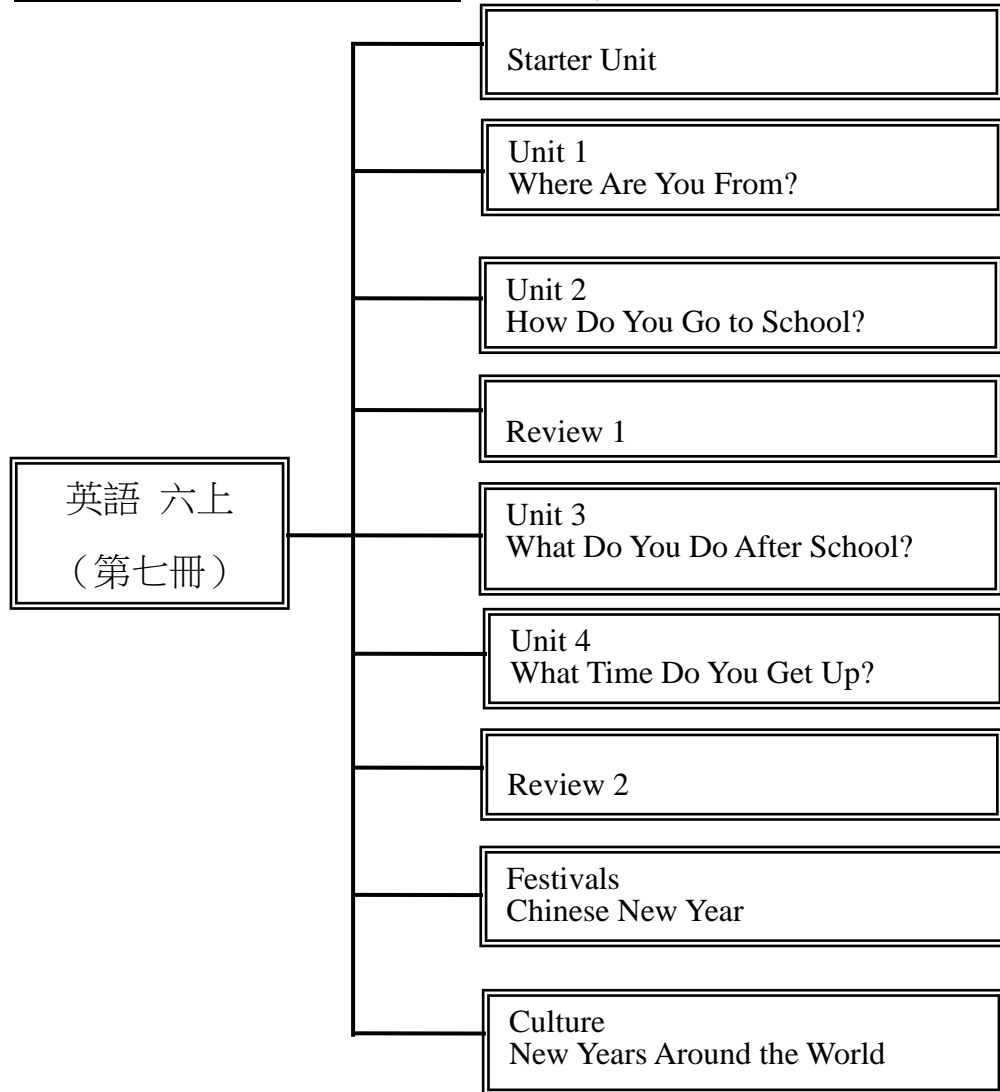 Starter Unit
Unit 1
Where Are You From?
Unit 2
How Do You Go to School?
Review 1
英語 六上
（第七冊）
Unit 3
What Do You Do After School?
Unit 4
What Time Do You Get Up?
Review 2
Festivals
Chinese New Year
Culture
New Years Around the World